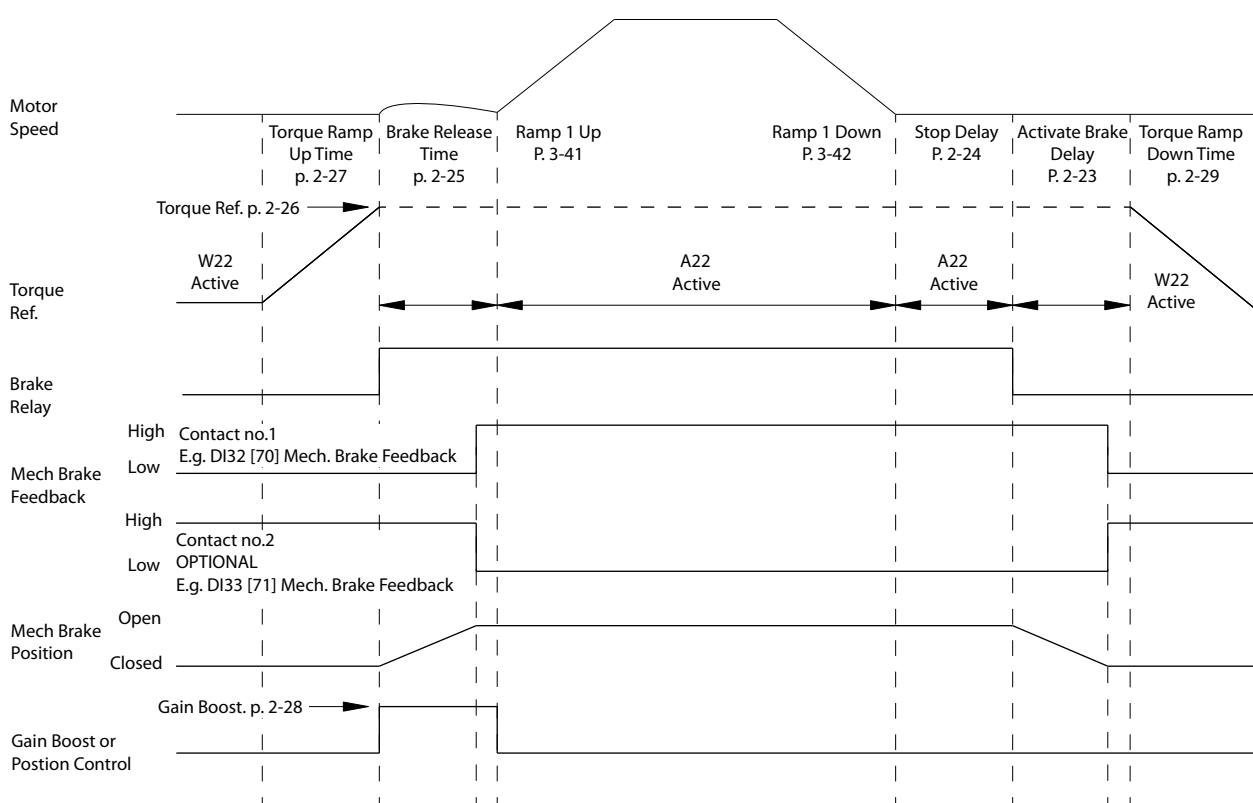 Motor
Speed
Torque Ramp
Up Time
p. 2-27
Brake Release
Time
p. 2-25
Ramp 1 Up
P. 3-41
Ramp 1 Down
P. 3-42
Stop Delay
P. 2-24
Activate Brake
Delay
P. 2-23
Torque Ramp
Down Time
p. 2-29
Torque Ref. p. 2-26
Torque
Ref.
W22
Active
A22
Active
A22
Active
W22
Active
Brake
Relay
Mech Brake
Feedback
High
Low
Contact no.1
E.g. DI32 [70] Mech. Brake Feedback
High
Low
Contact no.2
OPTIONAL
E.g. DI33 [71] Mech. Brake Feedback
Mech Brake
Position
Open
Closed
Gain Boost. p. 2-28
Gain Boost or
Postion Control